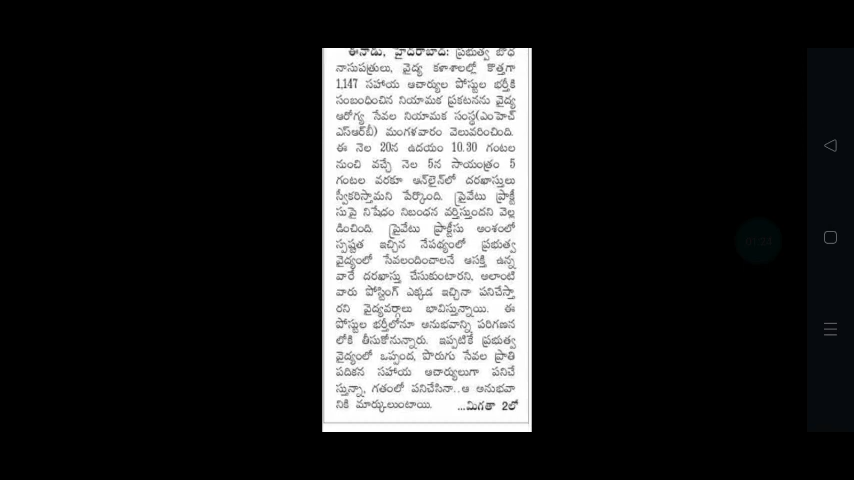 ఈనాడు, హైదరాబాద్: ప్రభుత్వ బోధ
నాసుపత్రులు, వైద్య కళాశాలల్లో కొత్తగా
1,147 సహాయ ఆచార్యుల పోస్టుల భర్తీకి
సంబంధించిన నియామక ప్రకటనను వైద్య
ఆరోగ్య సేవల నియామక సంస్థ(ఎంహెచ్
ఎస్ఆర్‌బీ) మంగళవారం వెలువరించింది.
ఈ నెల 20న ఉదయం 10.30 గంటల
నుంచి వచ్చే నెల 5న సాయంత్రం 5
గంటల వరకూ ఆన్‌లైన్‌లో దరఖాస్తులు
స్వీకరిస్తామని పేర్కొంది. ప్రైవేటు ప్రాక్టీ
సుపై నిషేధం నిబంధన వర్తిస్తుందని వెల్ల
డించింది. ప్రైవేటు ప్రాక్టీసు అంశంలో
స్పష్టత ఇచ్చిన నేపథ్యంలో ప్రభుత్వ
వైద్యంలో సేవలందించాలనే ఆసక్తి ఉన్న
వారే దరఖాస్తు చేసుకుంటారని, అలాంటి
వారు పోస్టింగ్ ఎక్కడ ఇచ్చినా పనిచేస్తా
రని వైద్యవర్గాలు భావిస్తున్నాయి. ఈ
పోస్టుల భర్తీలోనూ అనుభవాన్ని పరిగణన
లోకి తీసుకోనున్నారు. ఇప్పటికే ప్రభుత్వ
వైద్యంలో ఒప్పంద, పొరుగు సేవల ప్రాతి
పదికన సహాయ ఆచార్యులుగా పనిచే
స్తున్నా, గతంలో పనిచేసినా..ఆ అనుభవా
నికి మార్కులుంటాయి. ...మిగతా 2లో